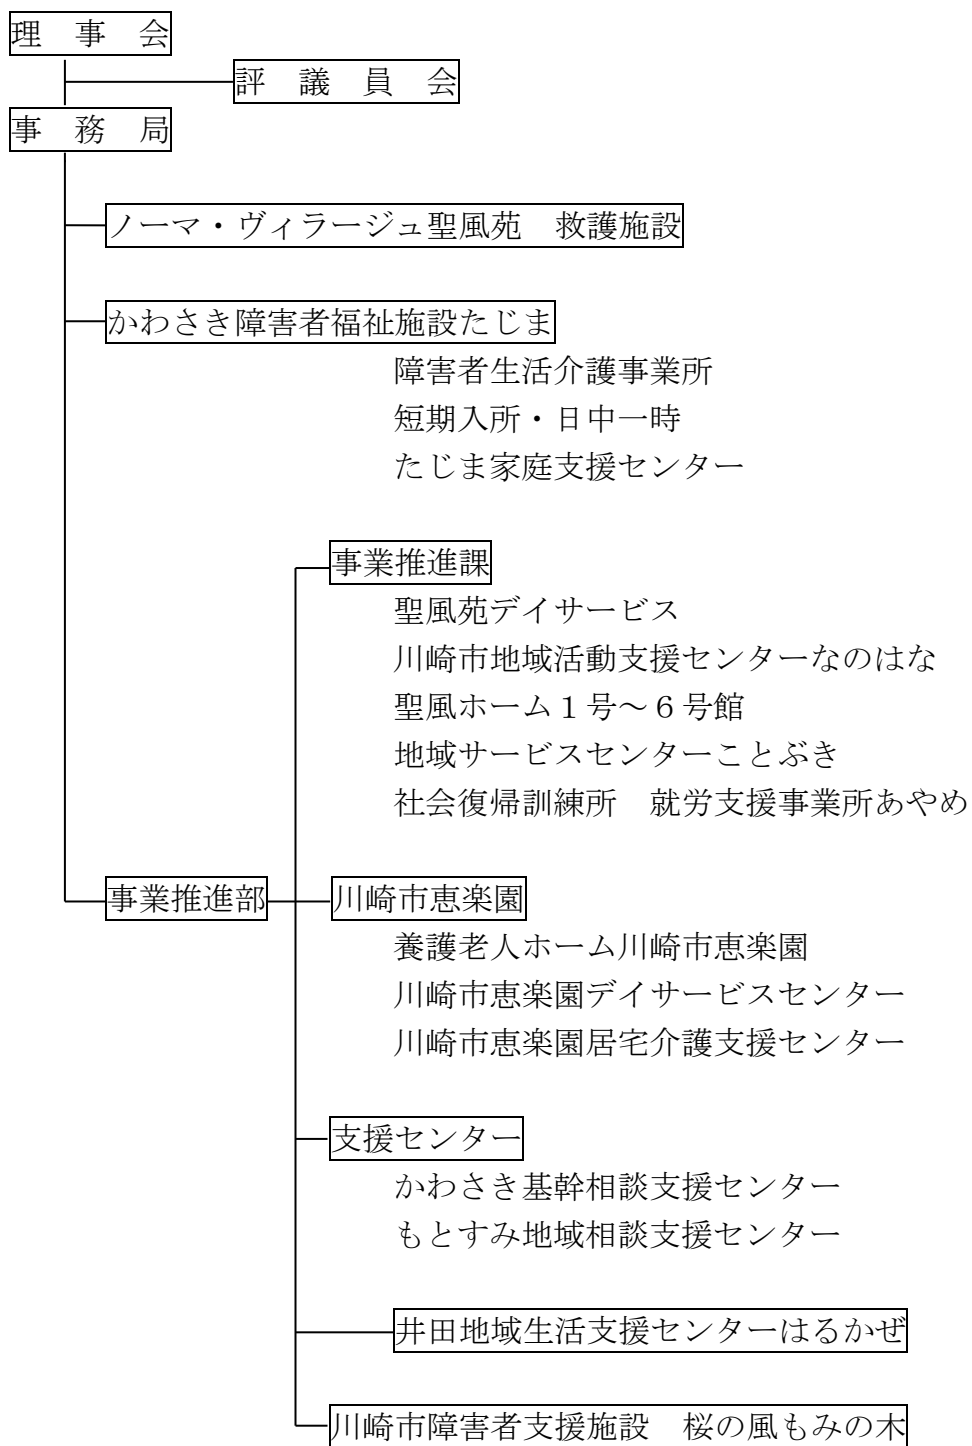 理　事　会
評　議　員　会
事　務　局
ノーマ・ヴィラージュ聖風苑　救護施設
かわさき障害者福祉施設たじま
障害者生活介護事業所
短期入所・日中一時
たじま家庭支援センター
事業推進課
聖風苑デイサービス
川崎市地域活動支援センターなのはな
聖風ホーム１号～６号館
地域サービスセンターことぶき
社会復帰訓練所　就労支援事業所あやめ
事業推進部
川崎市恵楽園
養護老人ホーム川崎市恵楽園
川崎市恵楽園デイサービスセンター
川崎市恵楽園居宅介護支援センター
支援センター
かわさき基幹相談支援センター
もとすみ地域相談支援センター
井田地域生活支援センターはるかぜ
川崎市障害者支援施設　桜の風もみの木